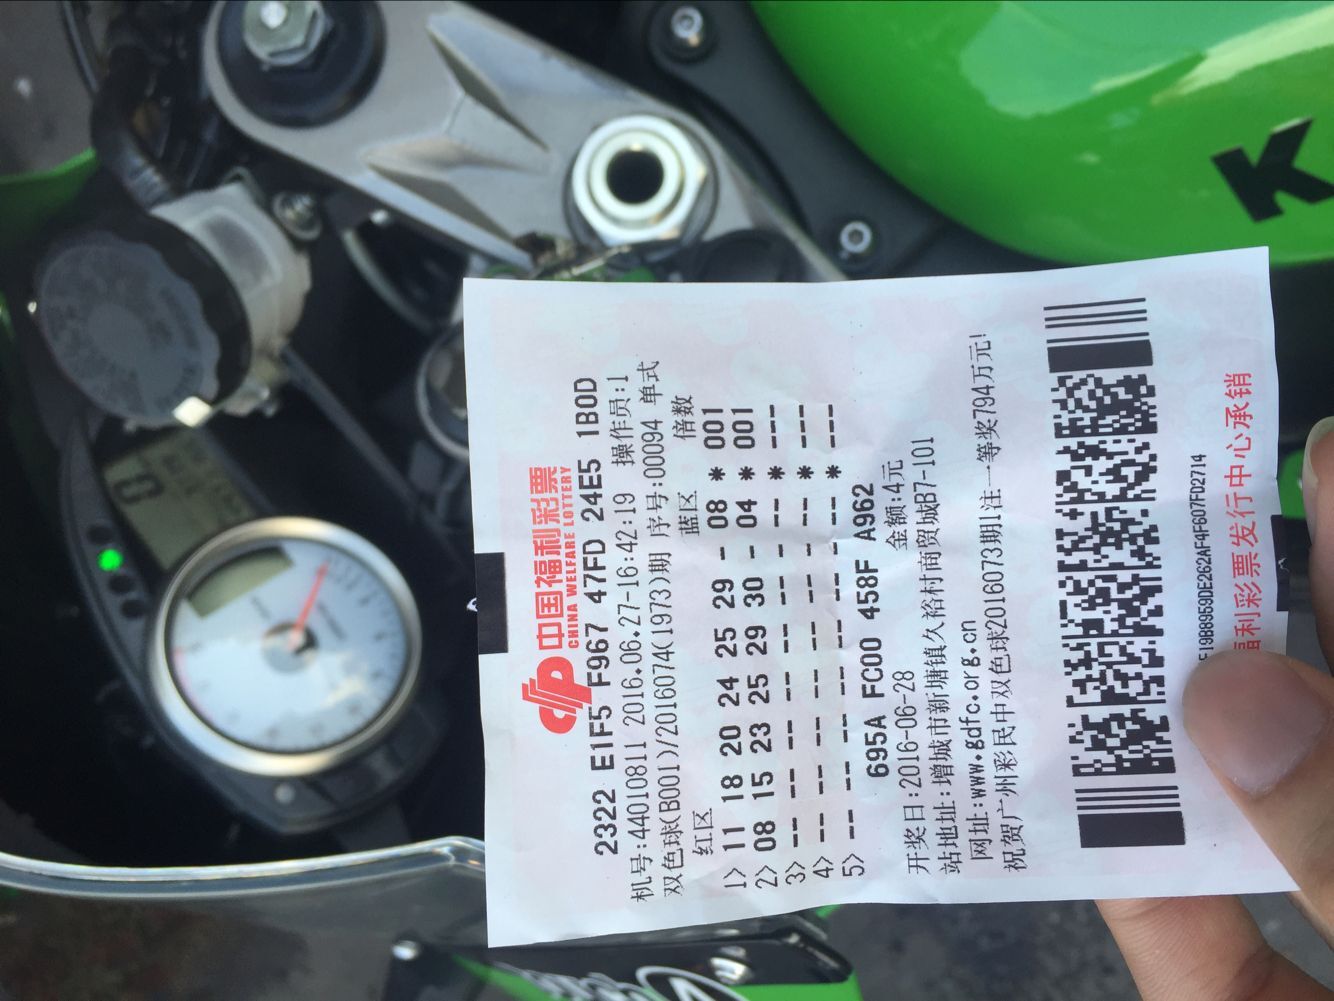 中国福利彩票
CHINA WELFARE LOTTERY
2322 E1F5 F967 47FD 24E5 1B0D
机号:44010811 2016.06.27-16:42:19 操作员:1
双色球(B001)/2016074(1973)期 序号:00094 单式
红区 蓝区 倍数
1> 11 18 20 24 25 29 - 08 * 001
2> 08 15 23 25 29 30 - 04 * 001
3> -- -- -- -- -- -- - -- * ---
4> -- -- -- -- -- -- - -- * ---
5> -- -- -- -- -- -- - -- * ---
695A FC00 458F A962
开奖日:2016-06-28 金额:4元
站地址:增城市新塘镇久裕村商贸城B7-101
网址:www.gdfc.org.cn
祝贺广州彩民中双色球2016073期1注一等奖794万元!
福利彩票发行中心承销
K
0